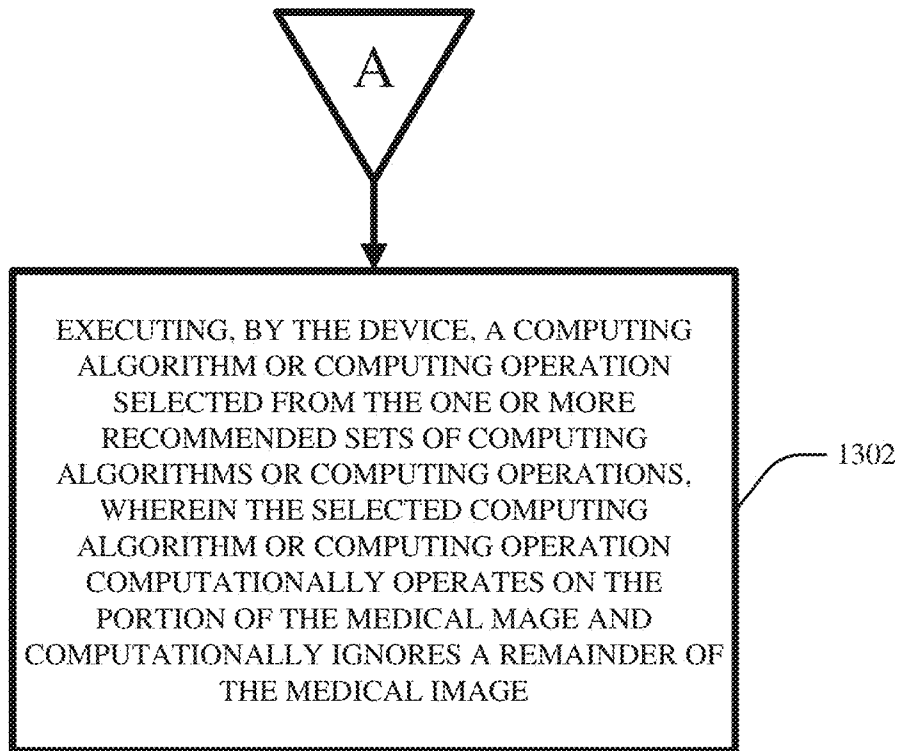 A
EXECUTING, BY THE DEVICE, A COMPUTING
ALGORITHM OR COMPUTING OPERATION
SELECTED FROM THE ONE OR MORE
RECOMMENDED SETS OF COMPUTING
ALGORITHMS OR COMPUTING OPERATIONS,
WHEREIN THE SELECTED COMPUTING
ALGORITHM OR COMPUTING OPERATION
COMPUTATIONALLY OPERATES ON THE
PORTION OF THE MEDICAL MAGE AND
COMPUTATIONALLY IGNORES A REMAINDER OF
THE MEDICAL IMAGE
1302